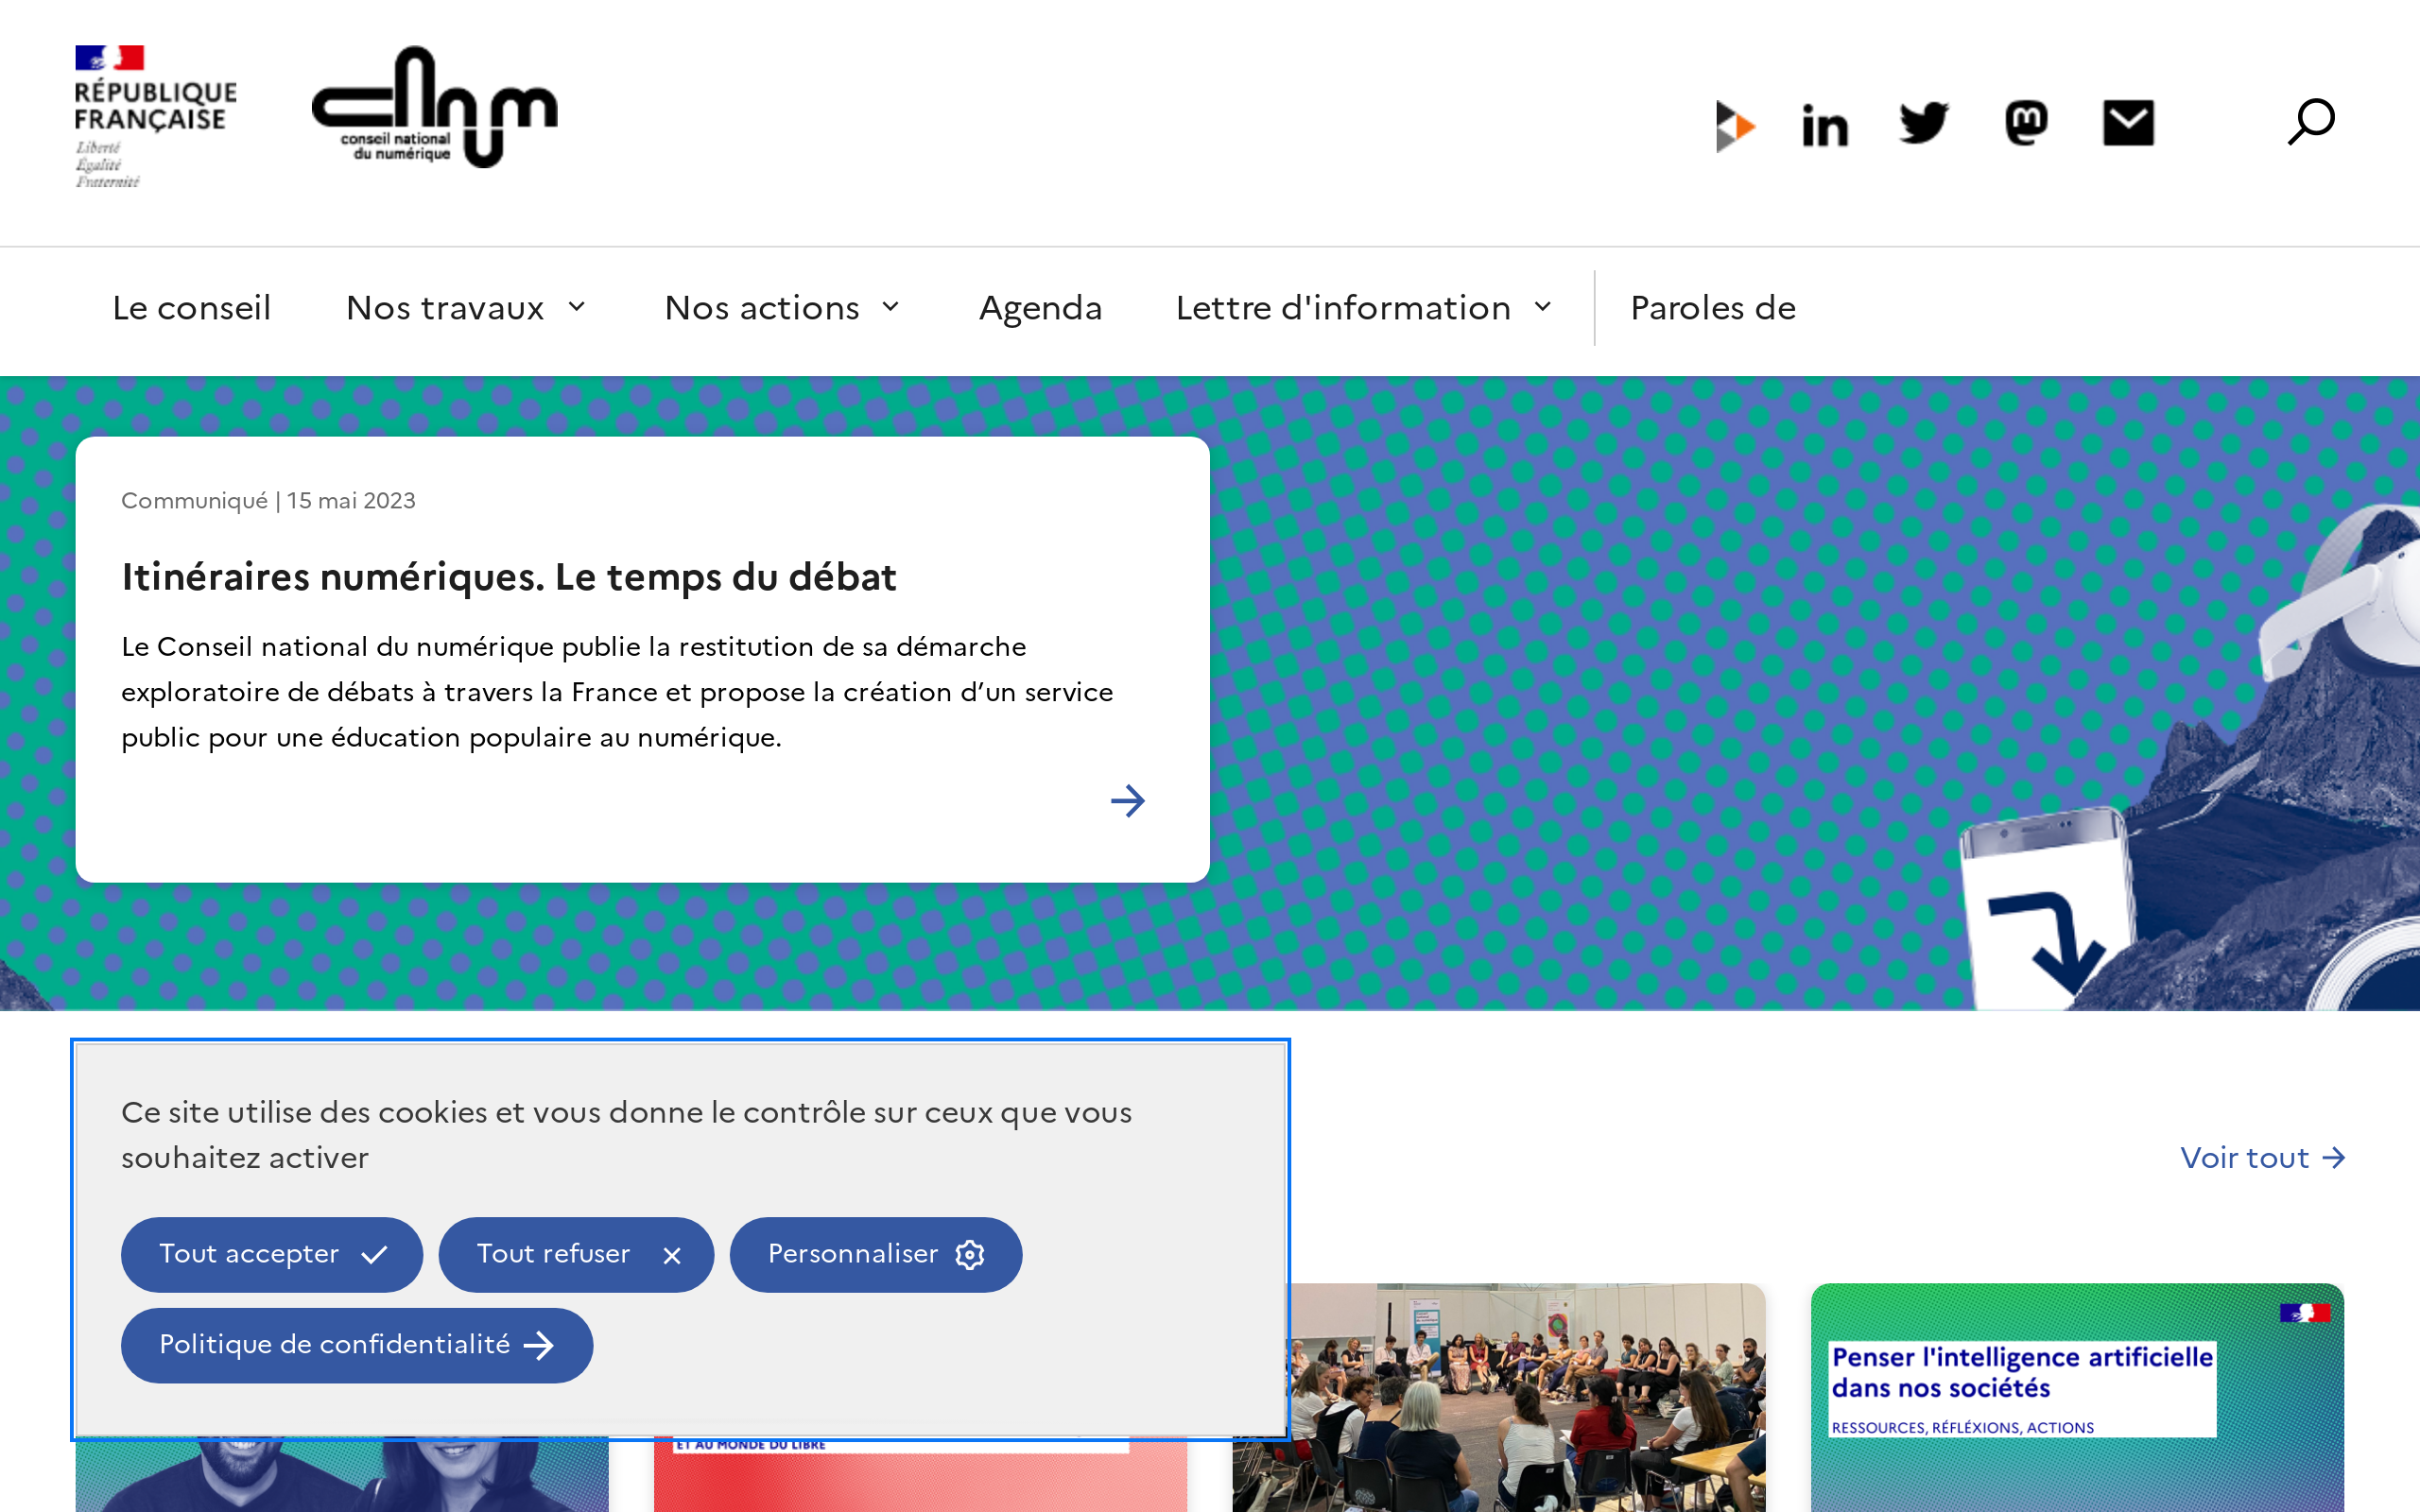 RÉPUBLIQUE
FRANÇAISE
Liberté
Égalité
Fraternité
conseil national
du numérique
Le conseil
Nos travaux
Nos actions
Agenda
Lettre d'information
Paroles de
Communiqué | 15 mai 2023
Itinéraires numériques. Le temps du débat
Le Conseil national du numérique publie la restitution de sa démarche
exploratoire de débats à travers la France et propose la création d’un service
public pour une éducation populaire au numérique.
Ce site utilise des cookies et vous donne le contrôle sur ceux que vous
souhaitez activer
Tout accepter
Tout refuser
Personnaliser
Politique de confidentialité
Voir tout
ET AU MONDE DU LIBRE
Penser l'intelligence artificielle
dans nos sociétés
RESSOURCES, RÉFLÉXIONS, ACTIONS